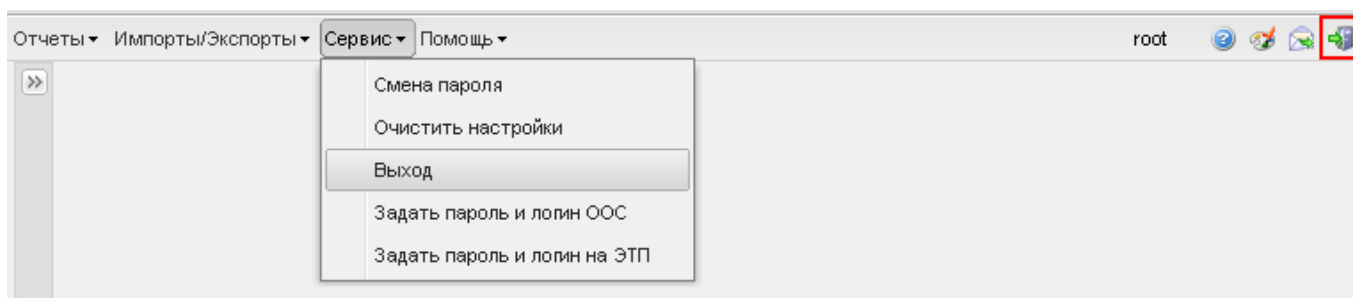 Отчеты Импорты/Экспорты Сервис Помощь root
Смена пароля
Очистить настройки
Выход
Задать пароль и логин ООС
Задать пароль и логин на ЭТП